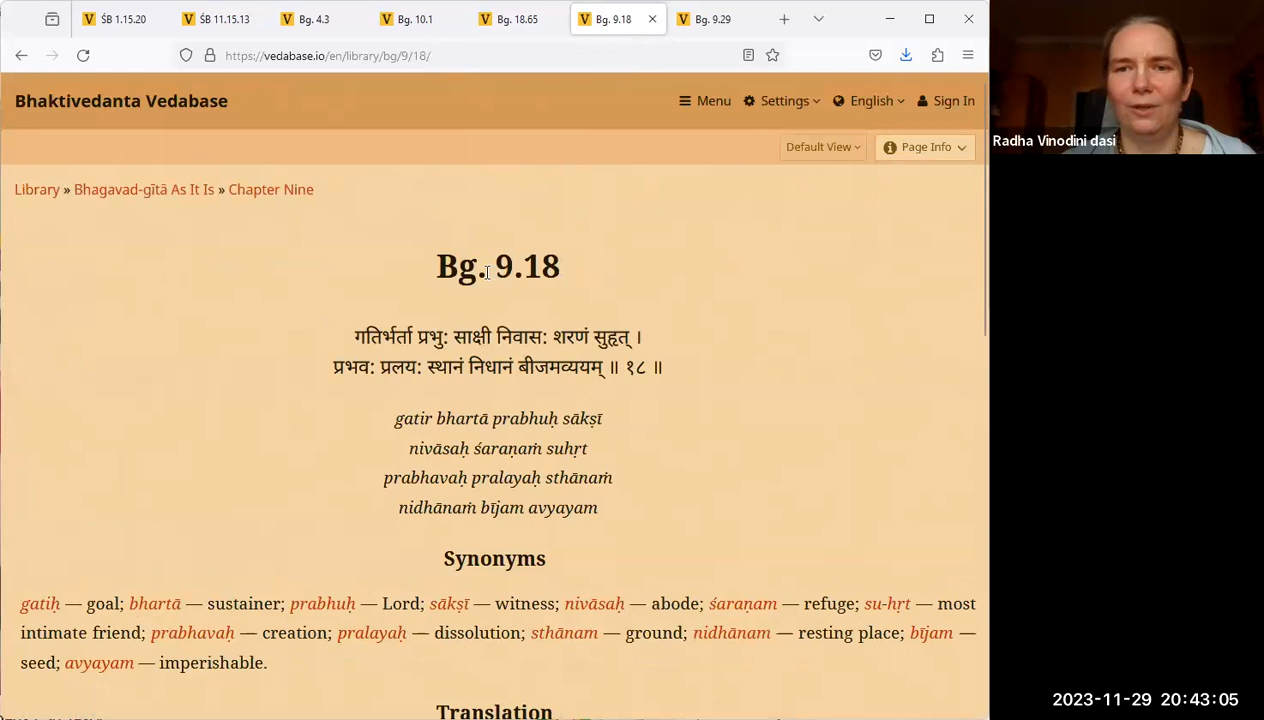 ŚB 1.15.20
ŚB 11.15.13
Bg. 4.3
Bg. 10.1
Bg. 18.65
Bg. 9.18
Bg. 9.29
https://vedabase.io/en/library/bg/9/18/
Bhaktivedanta Vedabase
Menu
Settings
English
Sign In
Radha Vinodini dasi
Default View
Page Info
Library » Bhagavad-gītā As It Is » Chapter Nine
Bg. 9.18
गतिर्भर्ता प्रभु: साक्षी निवास: शरणं सुहृत् ।
प्रभव: प्रलय: स्थानं निधानं बीजमव्ययम् ॥ १८ ॥
gatir bhartā prabhuḥ sākṣī
nivāsaḥ śaraṇaṁ suhṛt
prabhavaḥ pralayaḥ sthānaṁ
nidhānaṁ bījam avyayam
Synonyms
gatiḥ — goal; bhartā — sustainer; prabhuḥ — Lord; sākṣī — witness; nivāsaḥ — abode; śaraṇam — refuge; su-hṛt — most
intimate friend; prabhavaḥ — creation; pralayaḥ — dissolution; sthānam — ground; nidhānam — resting place; bījam —
seed; avyayam — imperishable.
Translation
2023-11-29 20:43:05